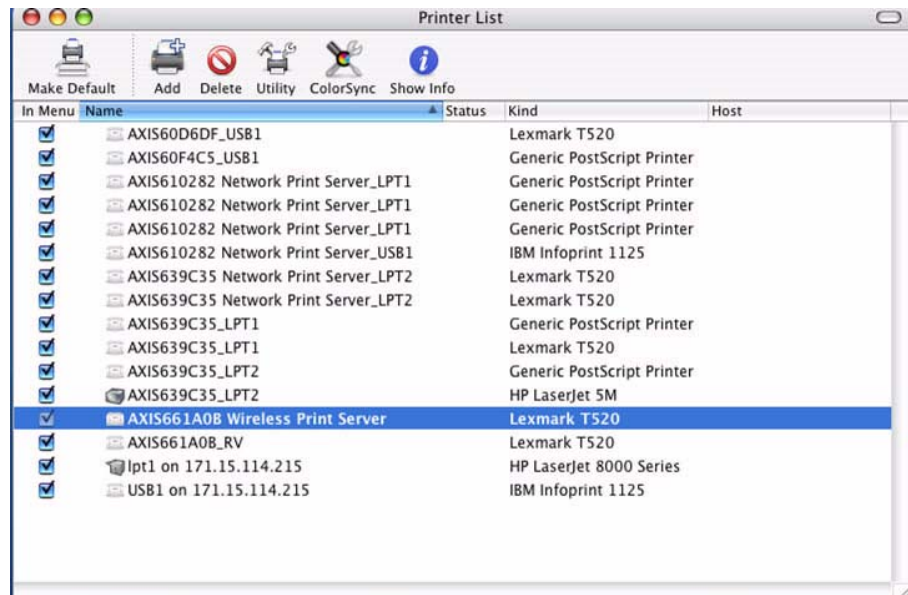 Printer List
Make Default Add Delete Utility ColorSync Show Info
In Menu Name Status Kind Host
AXIS60D6DF_USB1 Lexmark T520
AXIS60F4C5_USB1 Generic PostScript Printer
AXIS610282 Network Print Server_LPT1 Generic PostScript Printer
AXIS610282 Network Print Server_LPT1 Generic PostScript Printer
AXIS610282 Network Print Server_LPT1 Generic PostScript Printer
AXIS610282 Network Print Server_USB1 IBM Infoprint 1125
AXIS639C35 Network Print Server_LPT2 Lexmark T520
AXIS639C35 Network Print Server_LPT2 Lexmark T520
AXIS639C35_LPT1 Generic PostScript Printer
AXIS639C35_LPT1 Lexmark T520
AXIS639C35_LPT2 Generic PostScript Printer
AXIS639C35_LPT2 HP LaserJet 5M
AXIS661A0B Wireless Print Server Lexmark T520
AXIS661A0B_RV Lexmark T520
lpt1 on 171.15.114.215 HP LaserJet 8000 Series
USB1 on 171.15.114.215 IBM Infoprint 1125